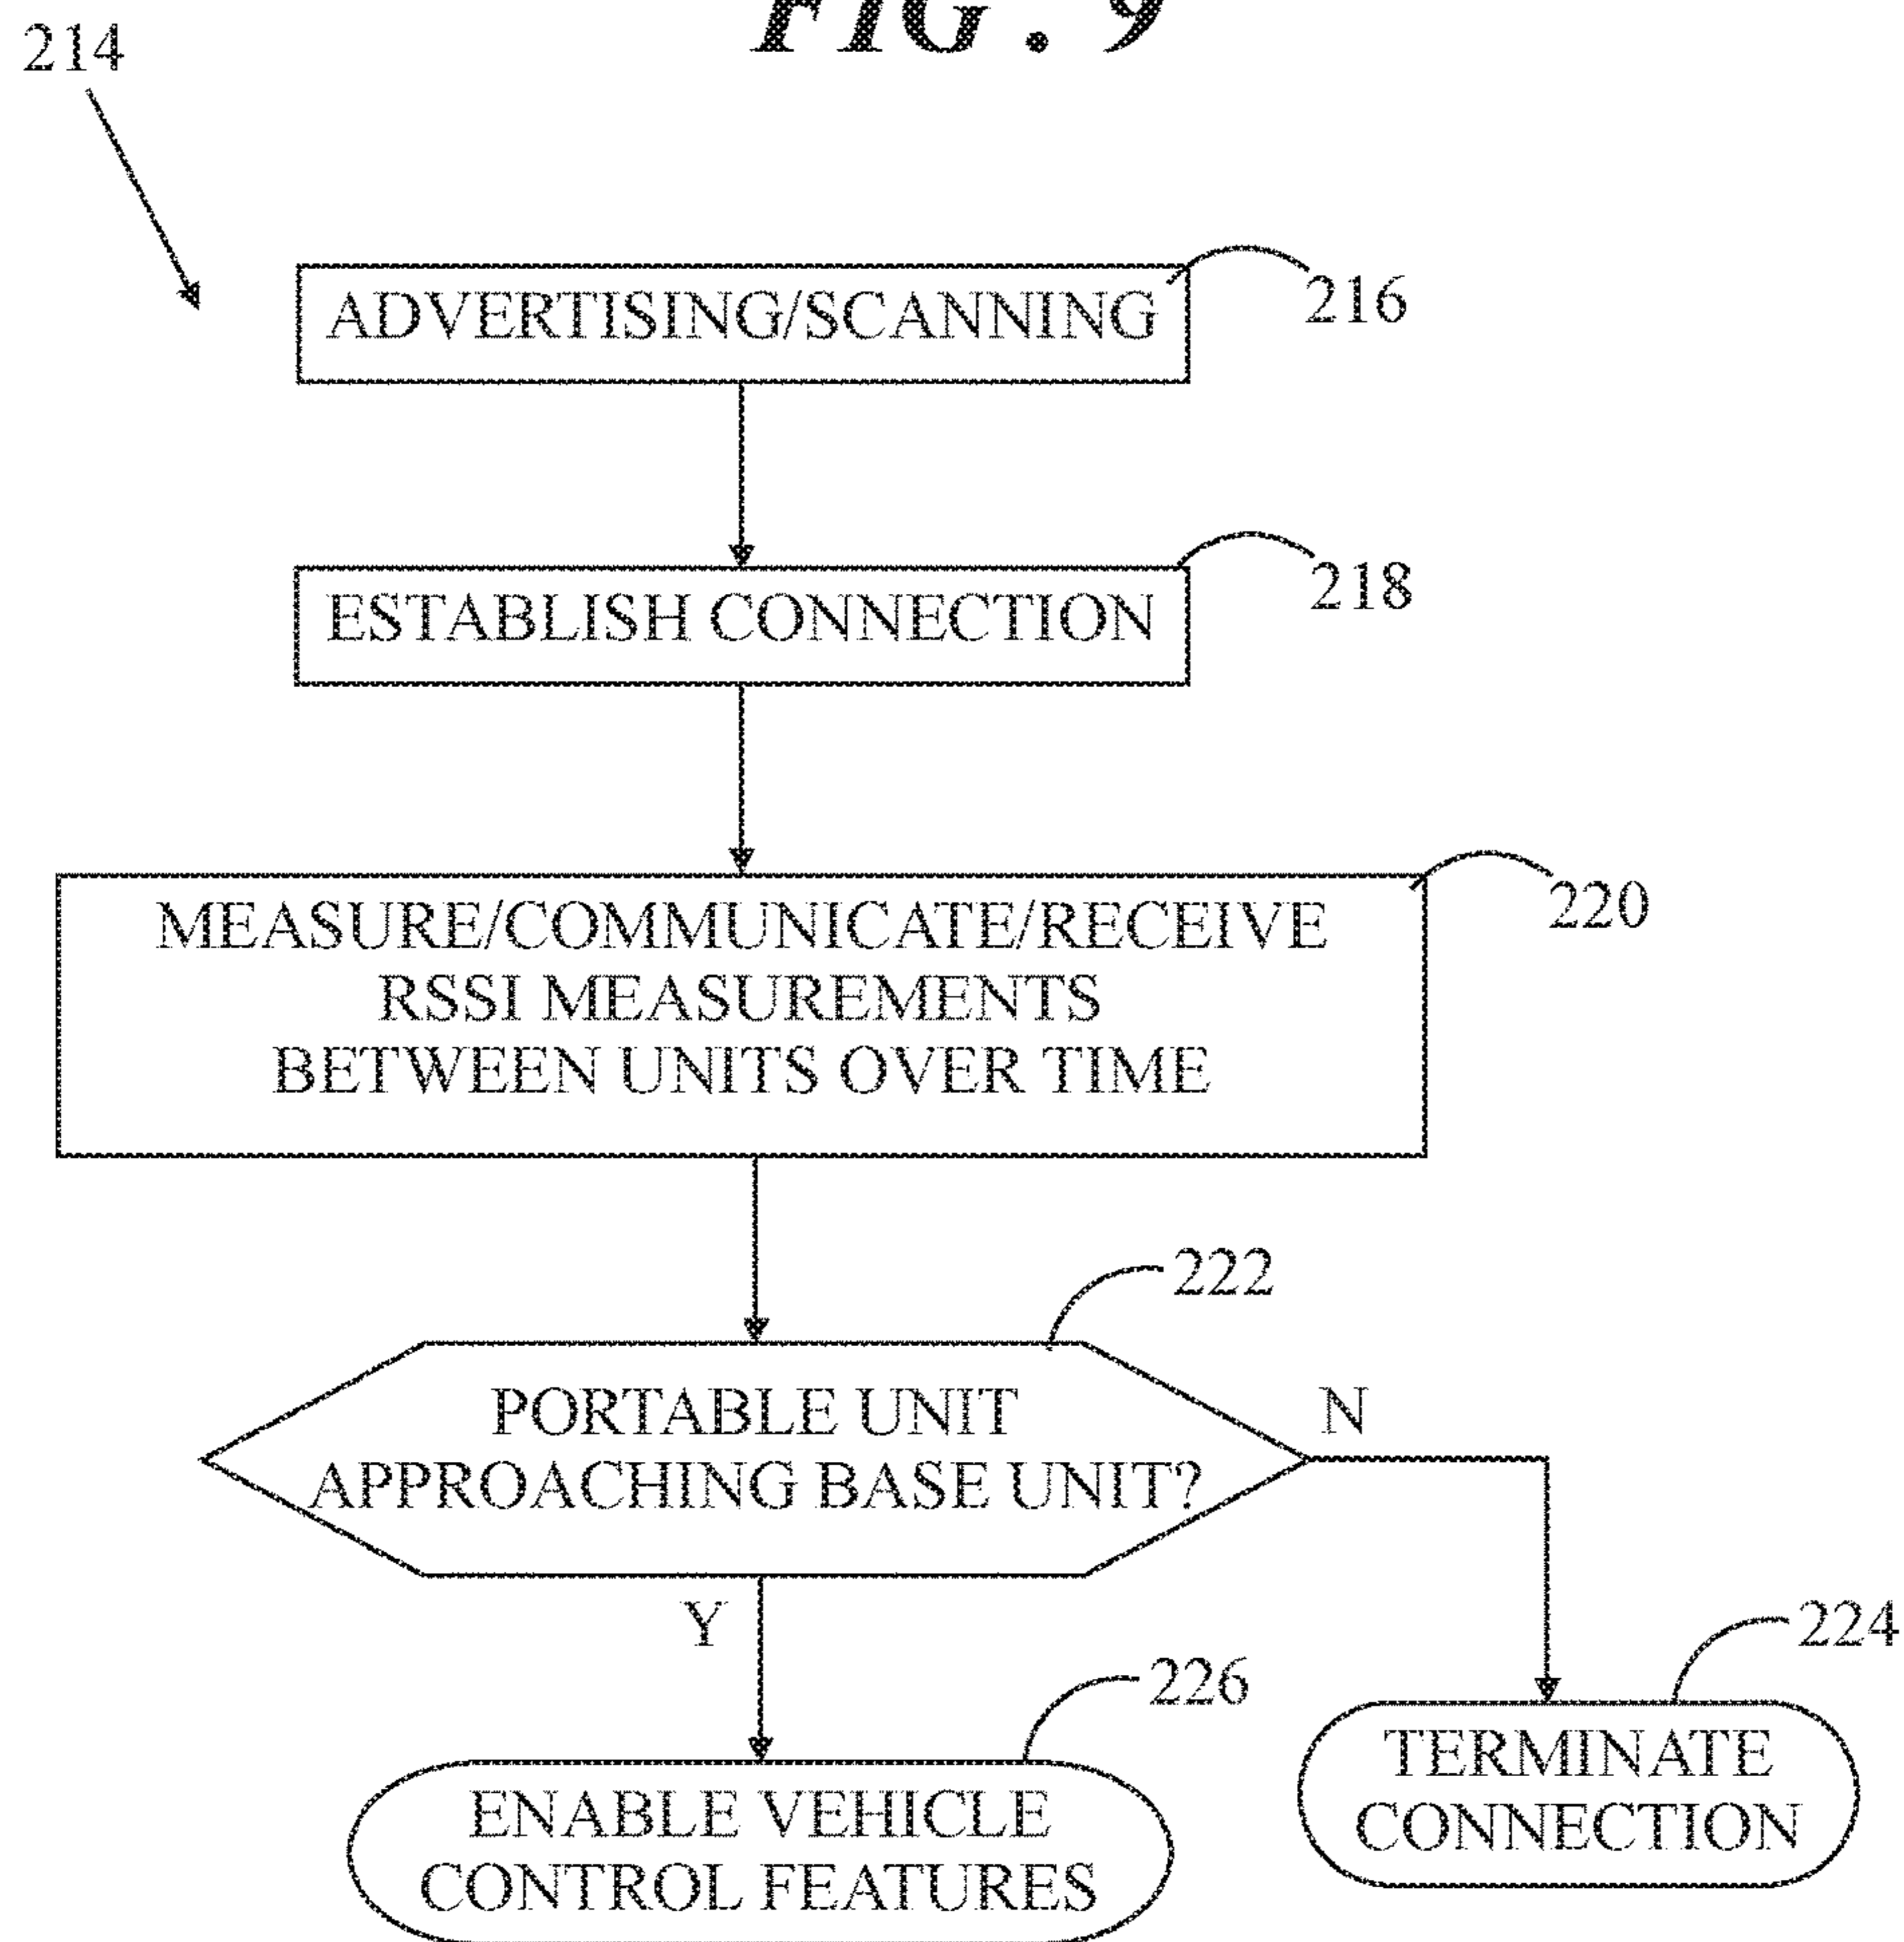 FIG. 9
214
ADVERTISING/SCANNING
216
ESTABLISH CONNECTION
218
MEASURE/COMMUNICATE/RECEIVE
RSSI MEASUREMENTS
BETWEEN UNITS OVER TIME
220
222
PORTABLE UNIT
APPROACHING BASE UNIT?
N
Y
224
226
TERMINATE
CONNECTION
ENABLE VEHICLE
CONTROL FEATURES